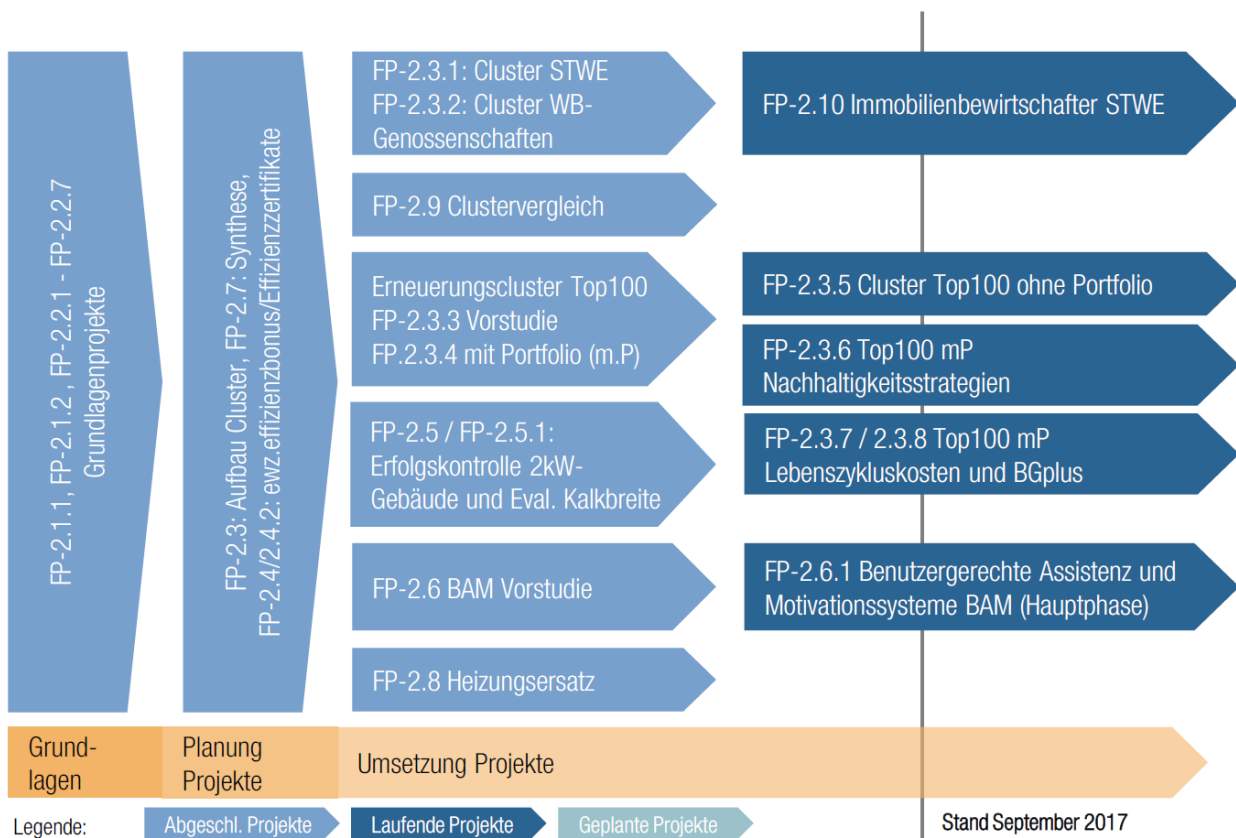 FP-2.1.1, FP-2.1.2 , FP-2.2.1 - FP-2.2.7
Grundlagenprojekte
FP-2.3: Aufbau Cluster, FP-2.7: Synthese,
FP-2.4/2.4.2: ewz.effizienzbonus/Effizienzzertifikate
FP-2.3.1: Cluster STWE
FP-2.3.2: Cluster WB-
Genossenschaften
FP-2.10 Immobilienbewirtschafter STWE
FP-2.9 Clustervergleich
Erneuerungscluster Top100
FP-2.3.3 Vorstudie
FP.2.3.4 mit Portfolio (m.P)
FP-2.3.5 Cluster Top100 ohne Portfolio
FP-2.3.6 Top100 mP
Nachhaltigkeitsstrategien
FP-2.5 / FP-2.5.1:
Erfolgskontrolle 2kW-
Gebäude und Eval. Kalkbreite
FP-2.3.7 / 2.3.8 Top100 mP
Lebenszykluskosten und BGplus
FP-2.6 BAM Vorstudie
FP-2.6.1 Benutzergerechte Assistenz und
Motivationssysteme BAM (Hauptphase)
FP-2.8 Heizungsersatz
Grund-
lagen
Planung
Projekte
Umsetzung Projekte
Legende:
Abgeschl. Projekte
Laufende Projekte
Geplante Projekte
Stand September 2017